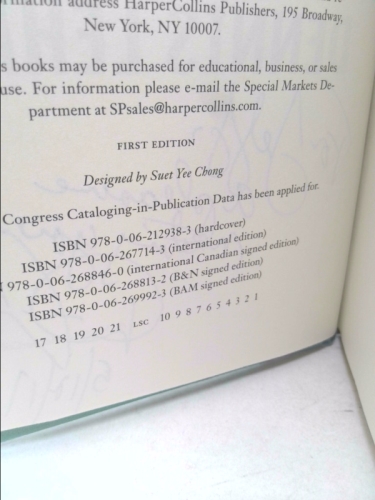 rmation address HarperCollins Publishers, 195 Broadway,
New York, NY 10007.
s books may be purchased for educational, business, or sales
use. For information please e-mail the Special Markets De-
partment at SPsales@harpercollins.com.
FIRST EDITION
Designed by Suet Yee Chong
Congress Cataloging-in-Publication Data has been applied for.
ISBN 978-0-06-212938-3 (hardcover)
ISBN 978-0-06-267714-3 (international edition)
N 978-0-06-268846-0 (international Canadian signed edition)
ISBN 978-0-06-268813-2 (B&N signed edition)
ISBN 978-0-06-269992-3 (BAM signed edition)
17 18 19 20 21 LSC 10 9 8 7 6 5 4 3 2 1